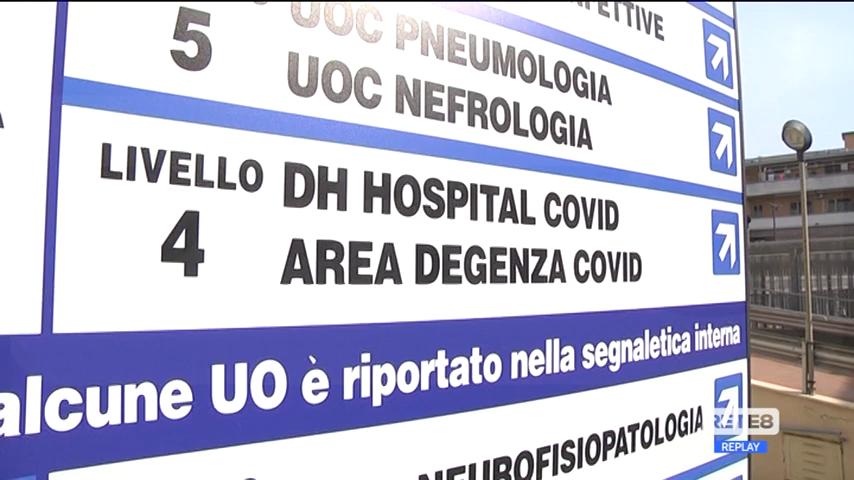 UOC PNEUMOLOGIA
5
UOC NEFROLOGIA
LIVELLO
4
DH HOSPITAL COVID
AREA DEGENZA COVID
alcune UO è riportato nella segnaletica interna
NEUROFISIOPATOLOGIA
RETE8
REPLAY